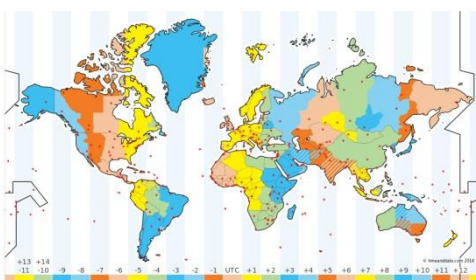 © timeanddate.com 2016
+13 +14
-11 -10 -9 -8 -7 -6 -5 -4 -3 -2 -1 UTC +1 +2 +3 +4 +5 +6 +7 +8 +9 +10 +11 +12